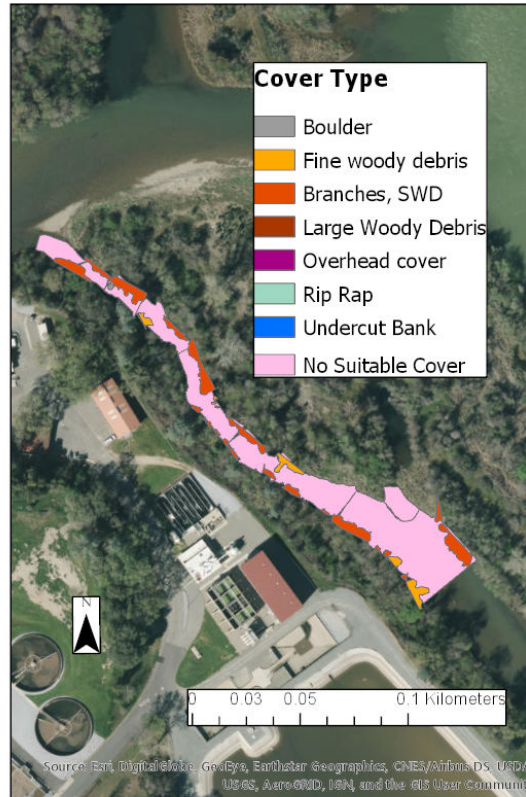 Cover Type
Boulder
Fine woody debris
Branches, SWD
Large Woody Debris
Overhead cover
Rip Rap
Undercut Bank
No Suitable Cover
N
0 0.03 0.05 0.1 Kilometers
Source: Esri, DigitalGlobe, GeoEye, Earthstar Geographics, CNES/Airbus DS, USDA
USGS, AeroGRID, IGN, and the GIS User Communi